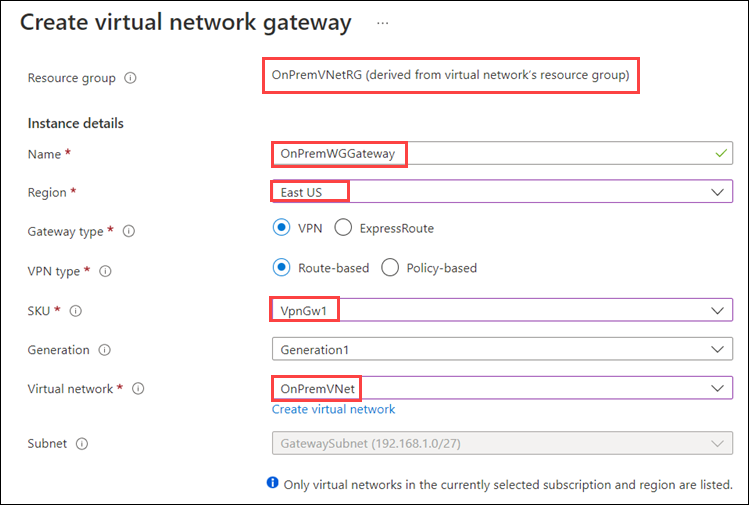 Create virtual network gateway ...
Resource group OnPremVNetRG (derived from virtual network's resource group)
Instance details
Name * OnPremWGGateway
Region * East US
Gateway type * VPN ExpressRoute
VPN type * Route-based Policy-based
SKU * VpnGw1
Generation Generation1
Virtual network * OnPremVNet
Create virtual network
Subnet GatewaySubnet (192.168.1.0/27)
Only virtual networks in the currently selected subscription and region are listed.